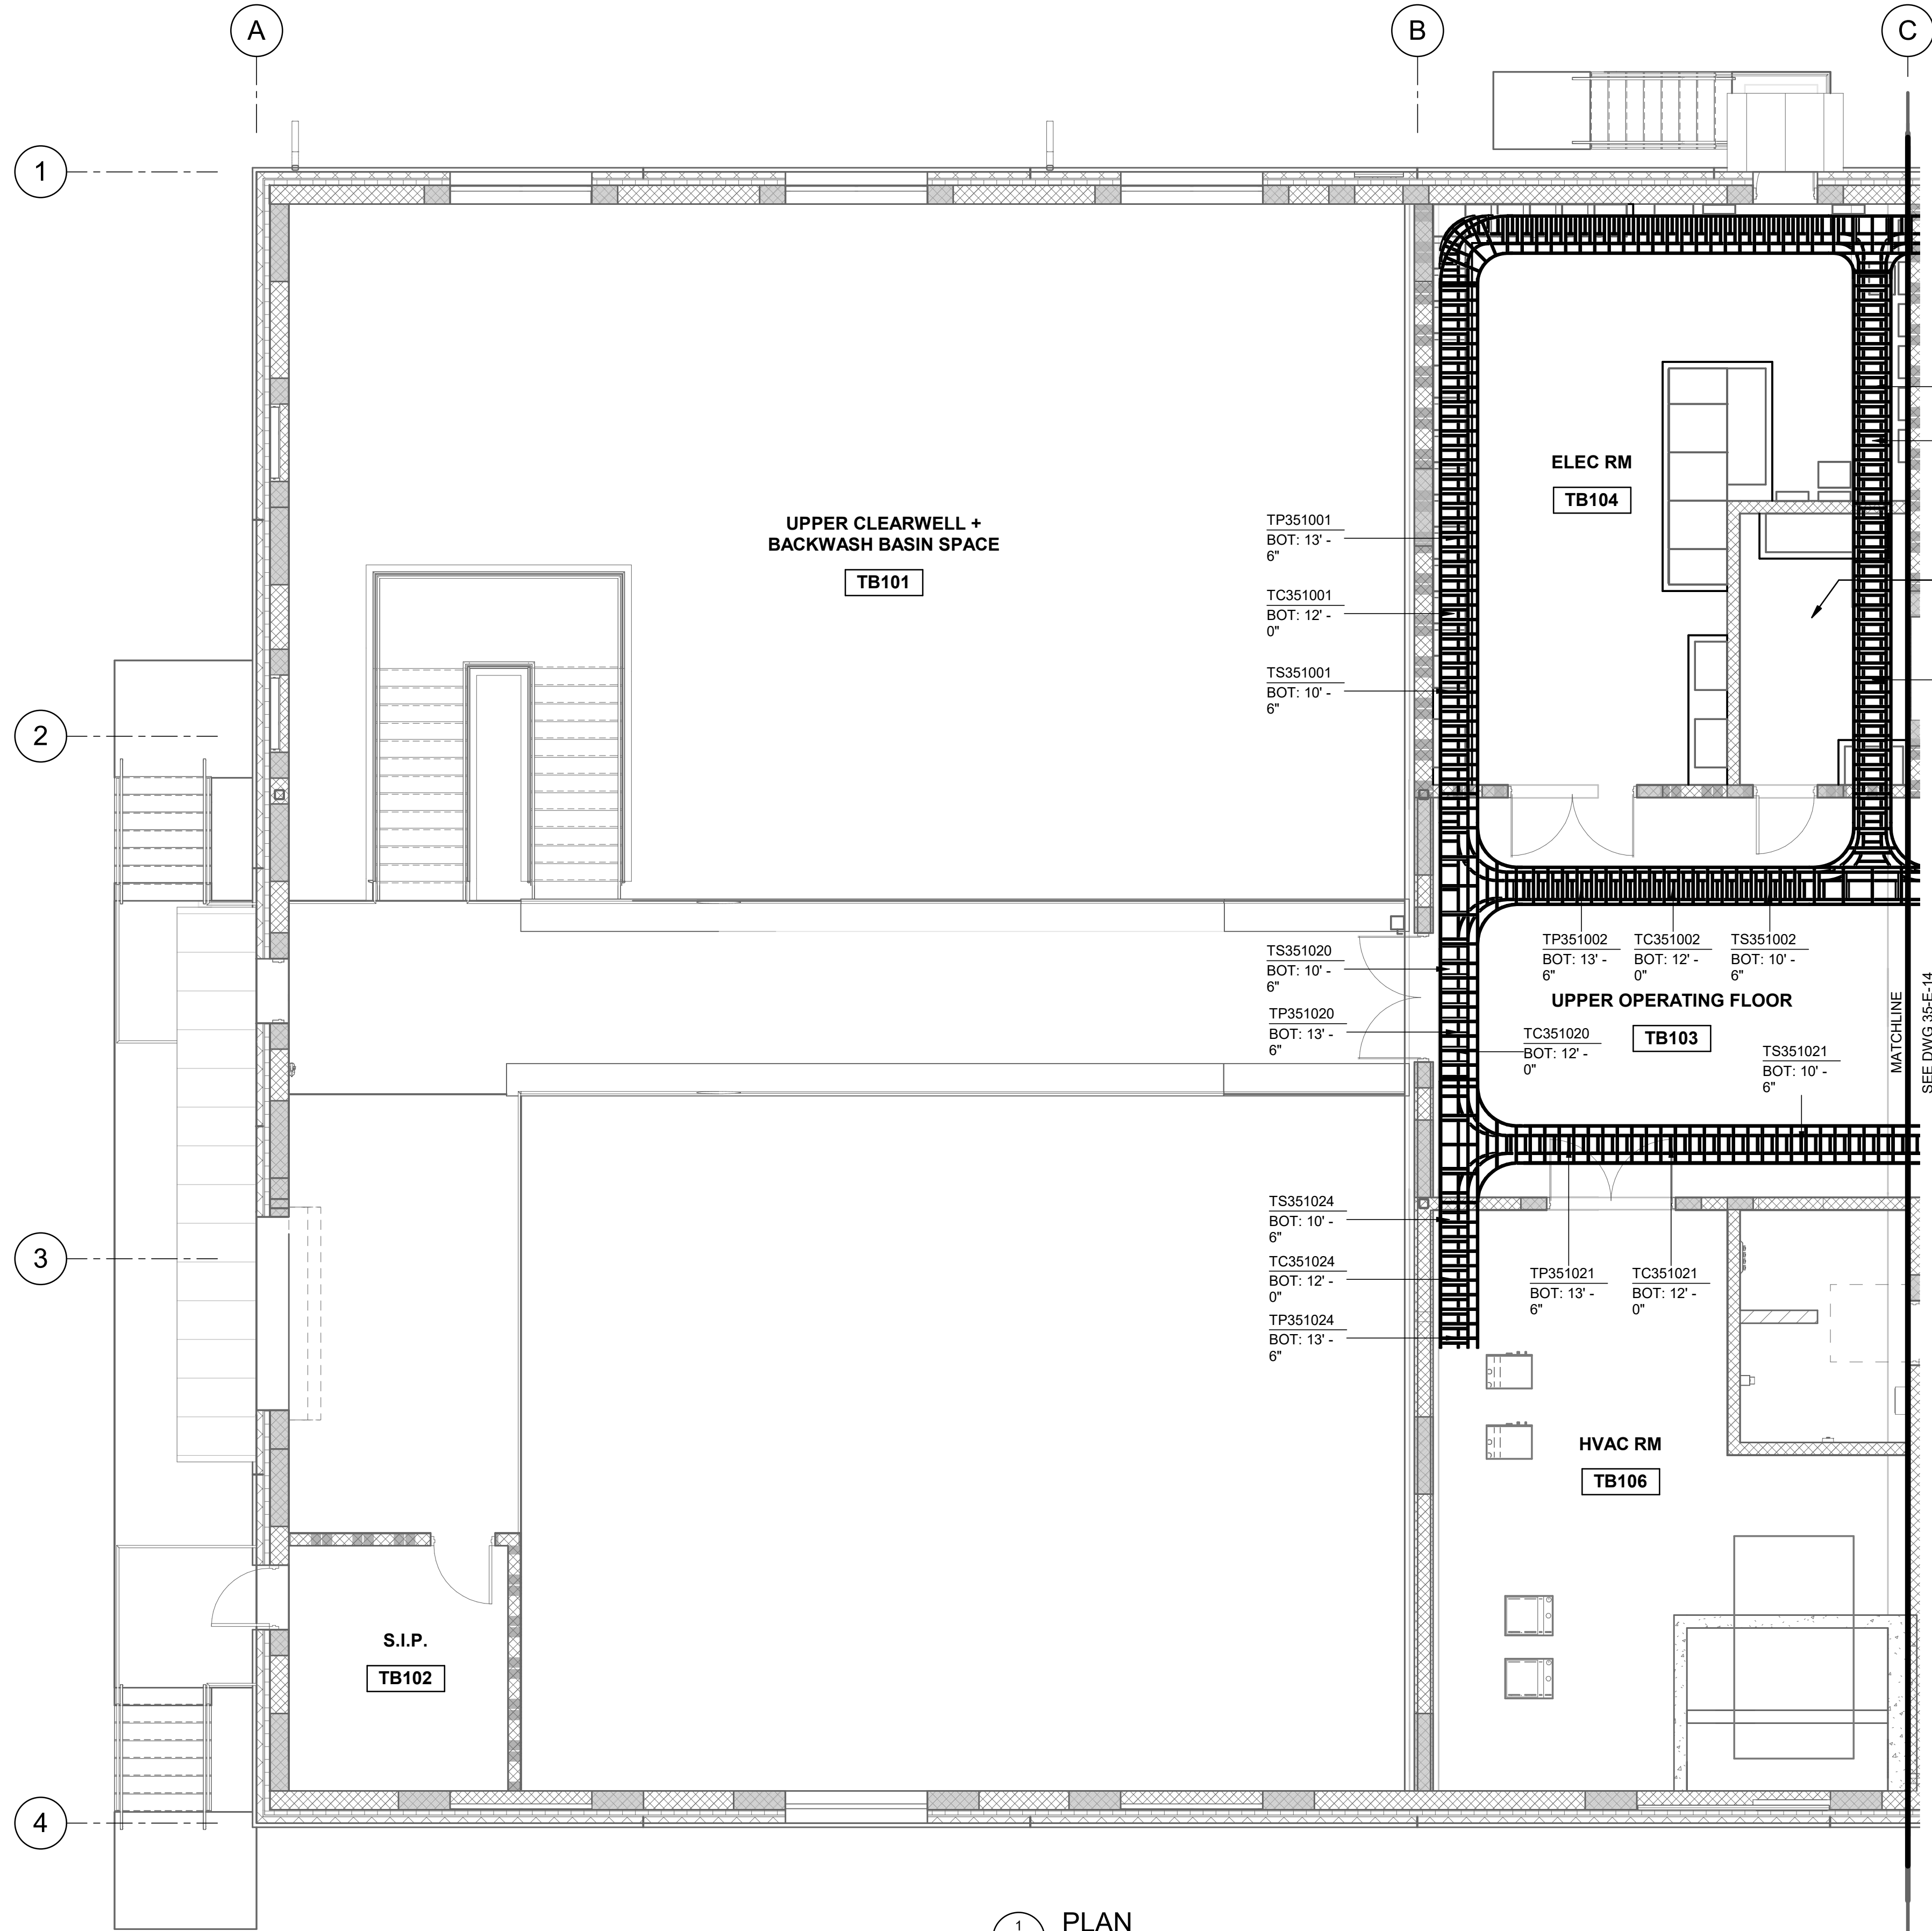 A
B
C
1
2
3
4
ELEC RM
TB104
UPPER CLEARWELL +
BACKWASH BASIN SPACE
TB101
TP351001
BOT: 13' -
6"
TC351001
BOT: 12' -
0"
TS351001
BOT: 10' -
6"
TS351020
BOT: 10' -
6"
TP351020
BOT: 13' -
6"
TP351002
BOT: 13' -
6"
TC351002
BOT: 12' -
0"
TS351002
BOT: 10' -
6"
UPPER OPERATING FLOOR
TB103
TC351020
BOT: 12' -
0"
TS351021
BOT: 10' -
6"
MATCHLINE
SEE DWG 35-E-14
TS351024
BOT: 10' -
6"
TC351024
BOT: 12' -
0"
TP351024
BOT: 13' -
6"
TP351021
BOT: 13' -
6"
TC351021
BOT: 12' -
0"
HVAC RM
TB106
S.I.P.
TB102
1
PLAN